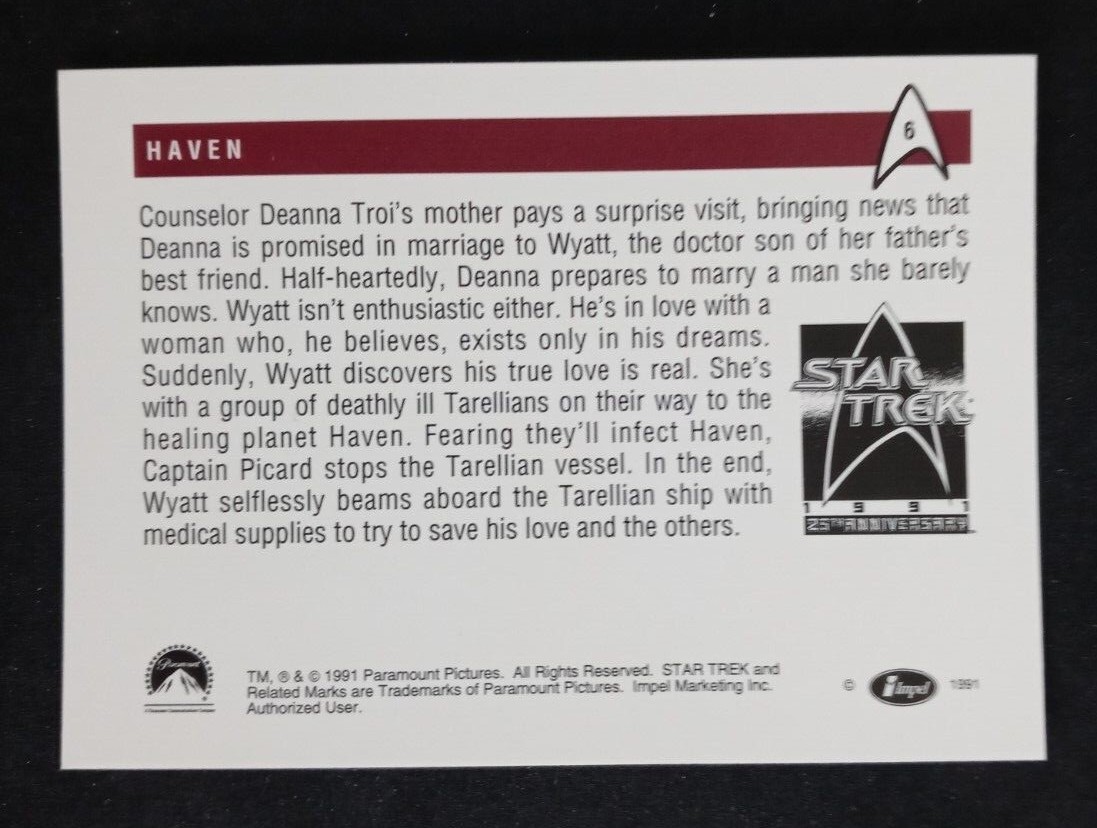 HAVEN
6
Counselor Deanna Troi's mother pays a surprise visit, bringing news that
Deanna is promised in marriage to Wyatt, the doctor son of her father's
best friend. Half-heartedly, Deanna prepares to marry a man she barely
knows. Wyatt isn't enthusiastic either. He's in love with a
woman who, he believes, exists only in his dreams.
Suddenly, Wyatt discovers his true love is real. She's
with a group of deathly ill Tarellians on their way to the
healing planet Haven. Fearing they'll infect Haven,
Captain Picard stops the Tarellian vessel. In the end,
Wyatt selflessly beams aboard the Tarellian ship with
medical supplies to try to save his love and the others.
STAR
TREK
1991
25TH ANNIVERSARY
Paramount
TM, ® & © 1991 Paramount Pictures. All Rights Reserved. STAR TREK and
Related Marks are Trademarks of Paramount Pictures. Impel Marketing Inc.
Authorized User.
© Impel 1991